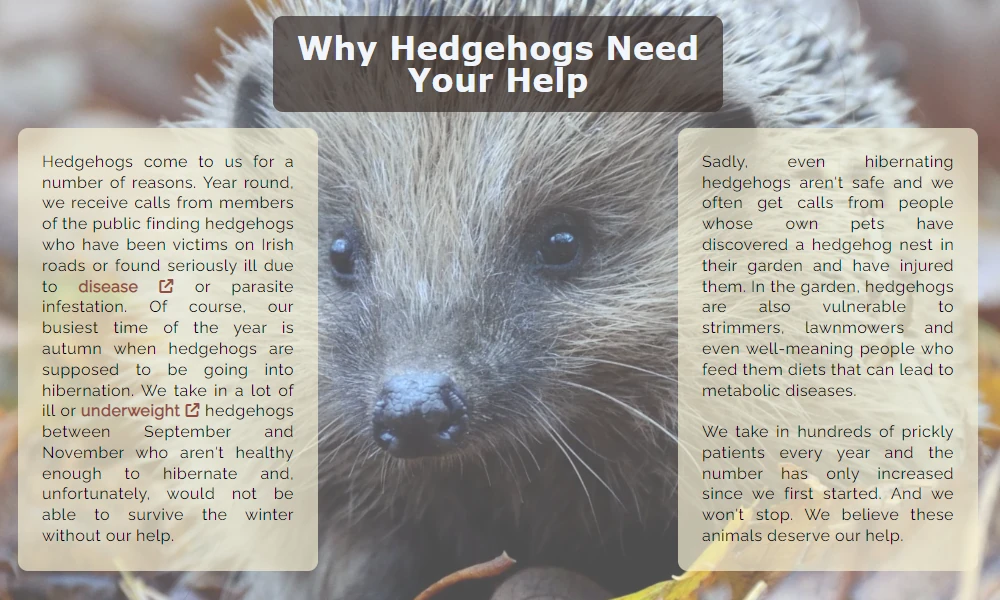 Why Hedgehogs Need
Your Help
Hedgehogs come to us for a
number of reasons. Year round,
we receive calls from members
of the public finding hedgehogs
who have been victims on Irish
roads or found seriously ill due
to disease or parasite
infestation. Of course, our
busiest time of the year is
autumn when hedgehogs are
supposed to be going into
hibernation. We take in a lot of
ill or underweight hedgehogs
between September and
November who aren't healthy
enough to hibernate and,
unfortunately, would not be
able to survive the winter
without our help.
Sadly, even hibernating
hedgehogs aren't safe and we
often get calls from people
whose own pets have
discovered a hedgehog nest in
their garden and have injured
them. In the garden, hedgehogs
are also vulnerable to
strimmers, lawnmowers and
even well-meaning people who
feed them diets that can lead to
metabolic diseases.
We take in hundreds of prickly
patients every year and the
number has only increased
since we first started. And we
won't stop. We believe these
animals deserve our help.